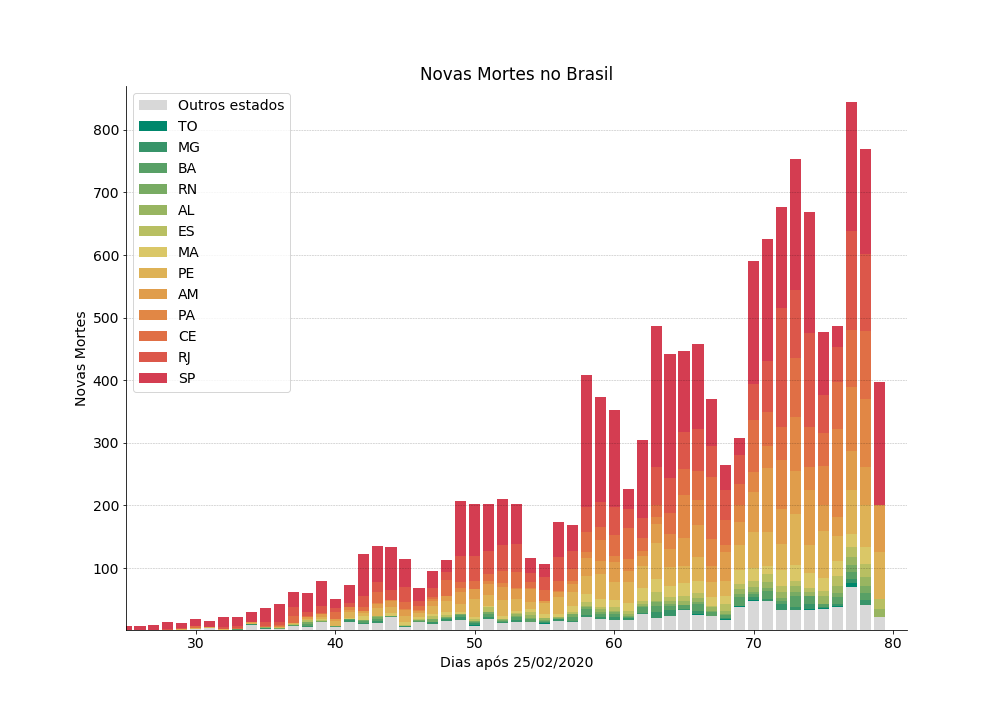 Novas Mortes no Brasil
Outros estados
TO
MG
BA
RN
AL
ES
MA
PE
AM
PA
CE
RJ
SP
800
700
600
500
400
300
200
100
Novas Mortes
30 40 50 60 70 80
Dias após 25/02/2020